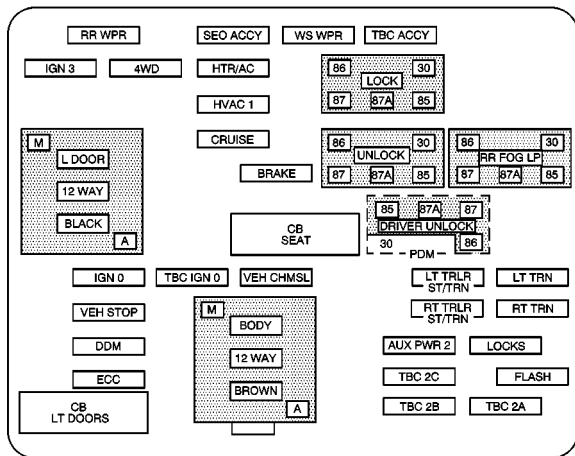 RR WPR
SEO ACCY
WS WPR
TBC ACCY
IGN 3
4WD
HTR/AC
86
30
LOCK
87
87A
85
HVAC 1
CRUISE
M
L DOOR
12 WAY
BLACK
A
86
30
UNLOCK
87
87A
85
86
30
RR FOG LP
87
87A
85
BRAKE
CB
SEAT
85
87A
87
DRIVER UNLOCK
30
86
PDM
IGN 0
TBC IGN 0
VEH CHMSL
LT TRLR
ST/TRN
LT TRN
VEH STOP
M
BODY
12 WAY
BROWN
A
RT TRLR
ST/TRN
RT TRN
DDM
AUX PWR 2
LOCKS
ECC
TBC 2C
FLASH
CB
LT DOORS
TBC 2B
TBC 2A